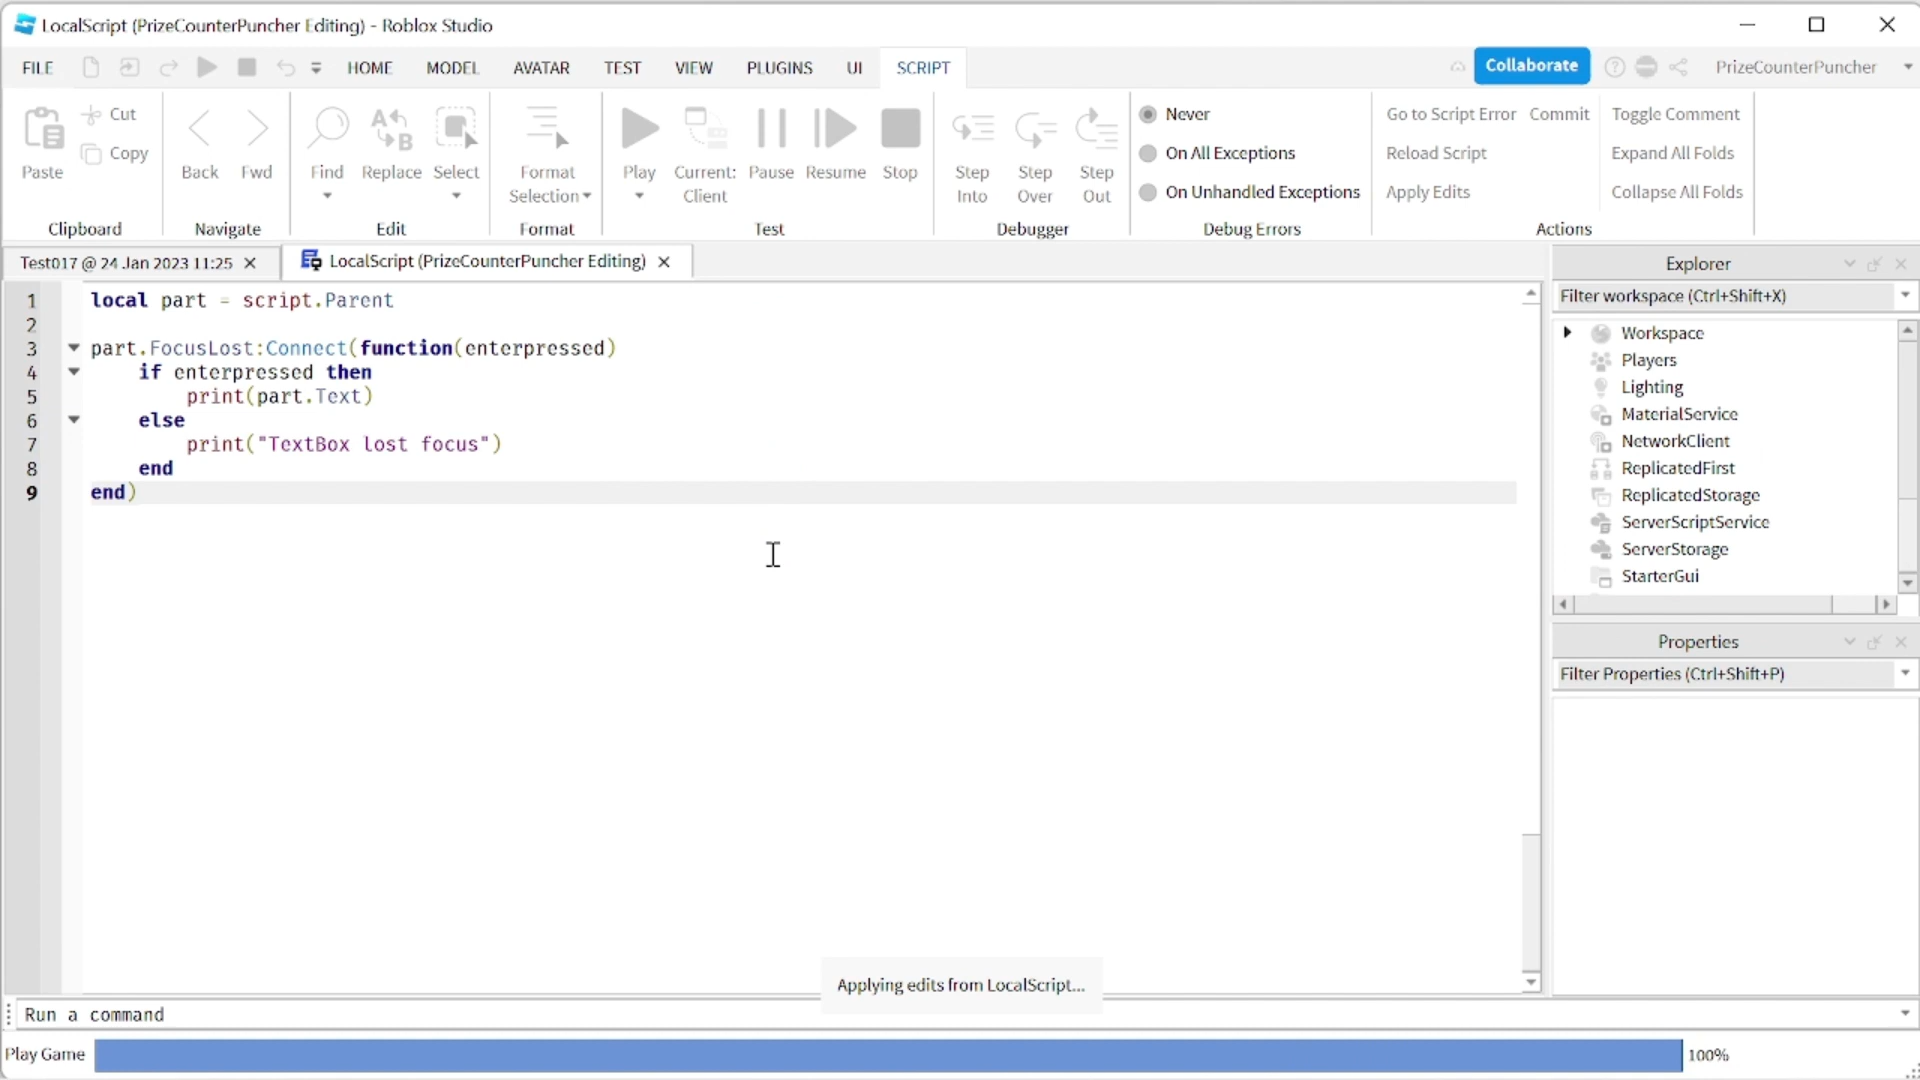 LocalScript (PrizeCounterPuncher Editing) - Roblox Studio
FILE HOME MODEL AVATAR TEST VIEW PLUGINS UI SCRIPT Collaborate PrizeCounterPuncher
Paste
Cut
Copy
Clipboard
Back Fwd
Navigate
Find Replace Select
Edit
Format
Selection
Format
Play Current:
Client
Pause Resume Stop
Test
Step
Into
Step
Over
Step
Out
Debugger
Never
On All Exceptions
On Unhandled Exceptions
Debug Errors
Go to Script Error Commit
Reload Script
Apply Edits
Toggle Comment
Expand All Folds
Collapse All Folds
Actions
Test017 @ 24 Jan 2023 11:25
LocalScript (PrizeCounterPuncher Editing)
1 local part = script.Parent
2
3 part.FocusLost:Connect(function(enterpressed)
4 if enterpressed then
5 print(part.Text)
6 else
7 print("TextBox lost focus")
8 end
9 end)
Explorer
Filter workspace (Ctrl+Shift+X)
Workspace
Players
Lighting
MaterialService
NetworkClient
ReplicatedFirst
ReplicatedStorage
ServerScriptService
ServerStorage
StarterGui
Properties
Filter Properties (Ctrl+Shift+P)
Applying edits from LocalScript...
Run a command
Play Game 100%